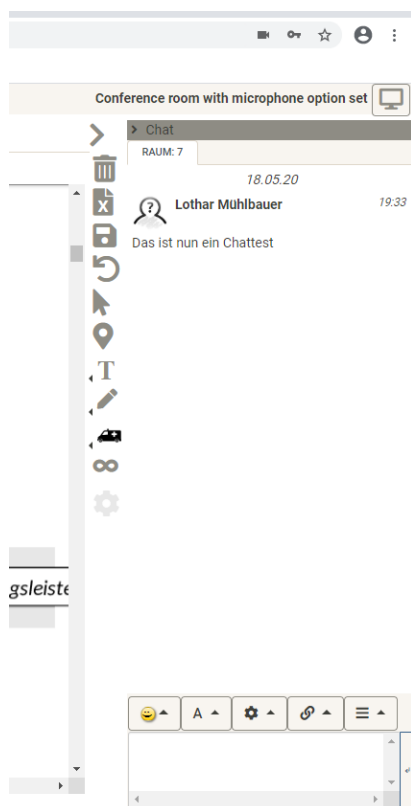 Conference room with microphone option set
Chat
RAUM: 7
18.05.20
Lothar Mühlbauer 19:33
Das ist nun ein Chattest
T
gsleiste
A